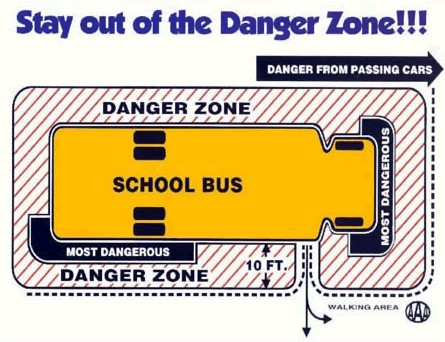 Stay out of the Danger Zone!!!
DANGER FROM PASSING CARS
DANGER ZONE
SCHOOL BUS
MOST DANGEROUS
MOST DANGEROUS
DANGER ZONE
10 FT.
WALKING AREA
AAA